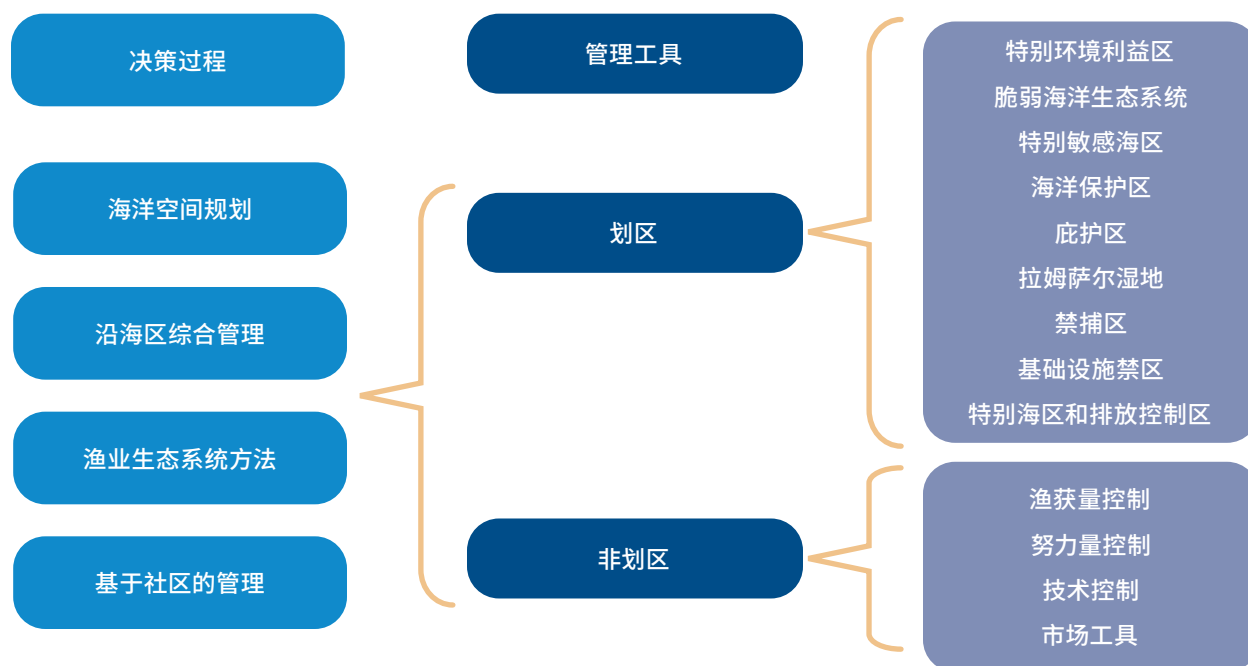 决策过程
管理工具
海洋空间规划
沿海区综合管理
渔业生态系统方法
基于社区的管理
划区
非划区
特别环境利益区
脆弱海洋生态系统
特别敏感海区
海洋保护区
庇护区
拉姆萨尔湿地
禁捕区
基础设施禁区
特别海区和排放控制区
渔获量控制
努力量控制
技术控制
市场工具